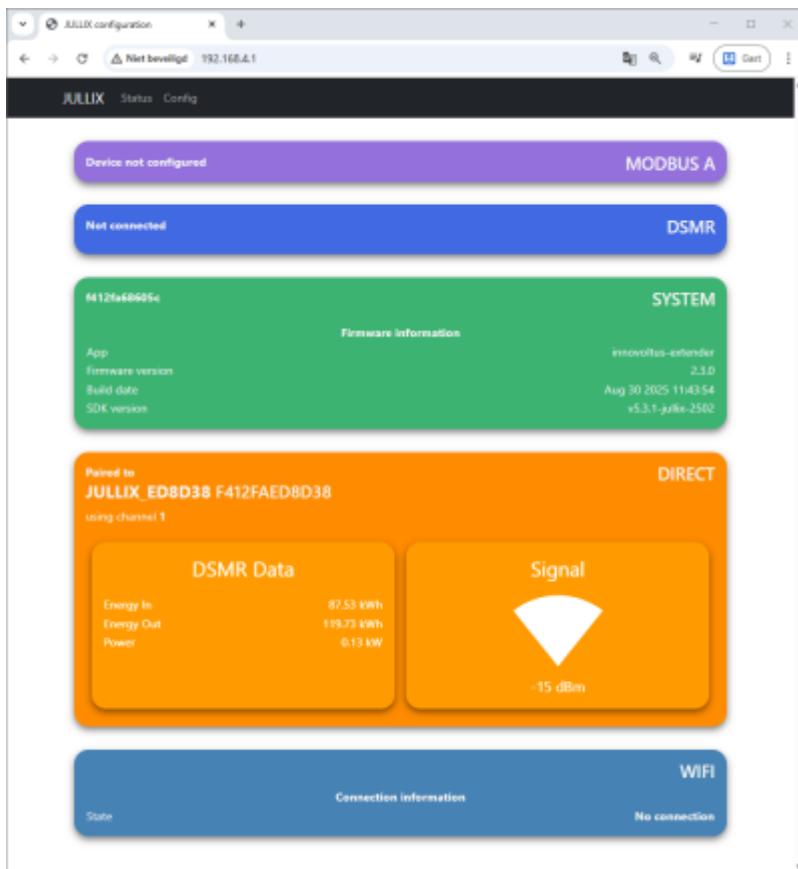 JULLIX configuration
Niet beveiligd 192.168.4.1 Gast
JULLIX Status Config
Device not configured MODBUS A
Not connected DSMR
f412fa68605c SYSTEM
Firmware information
App innovoltus-extender
Firmware version 2.3.0
Build date Aug 30 2025 11:43:54
SDK version v5.3.1-jullix-2502
Paired to DIRECT
JULLIX_ED8D38 F412FAED8D38
using channel 1
DSMR Data
Energy In 87.53 kWh
Energy Out 119.73 kWh
Power 0.13 kW
Signal
-15 dBm
WIFI
Connection information
State No connection